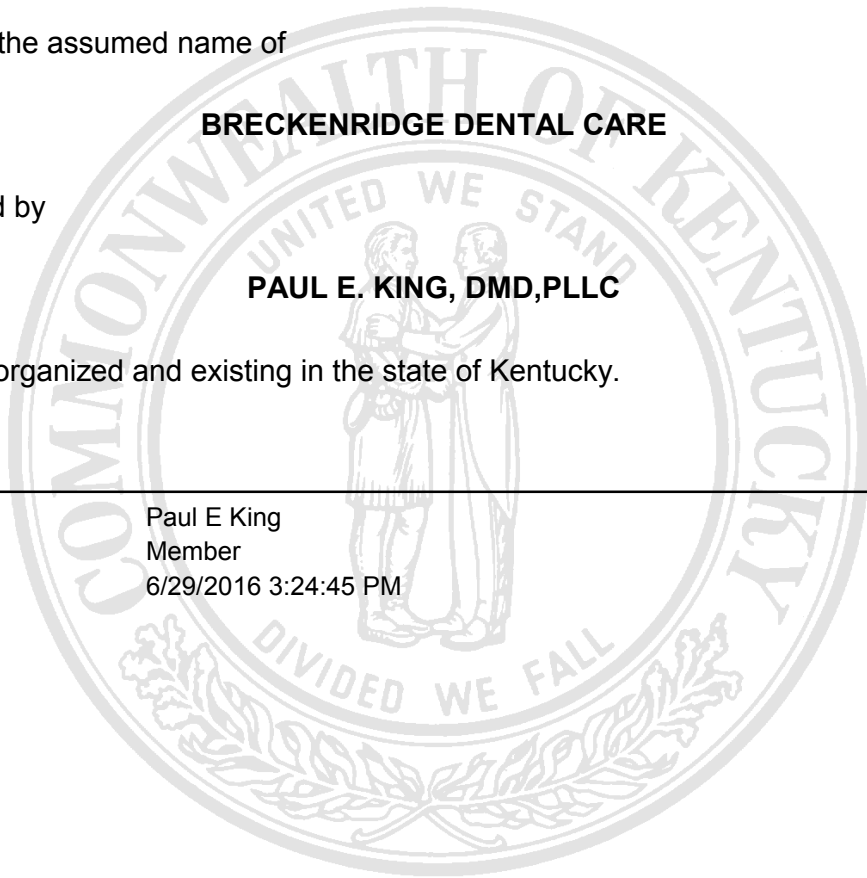 the assumed name of
BRECKENRIDGE DENTAL CARE
d by
PAUL E. KING, DMD,PLLC
organized and existing in the state of Kentucky.
Paul E King
Member
6/29/2016 3:24:45 PM
COMMONWEALTH OF KENTUCKY
UNITED WE STAND
DIVIDED WE FALL